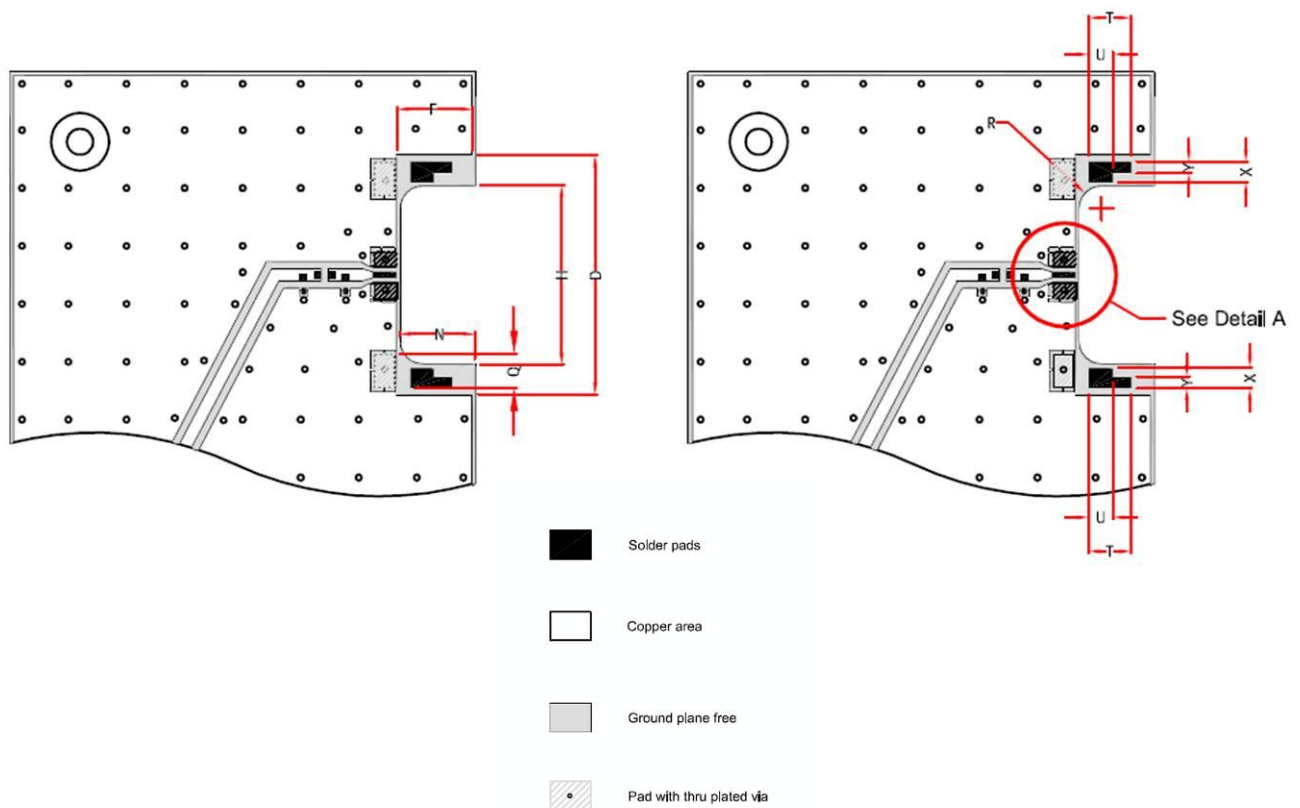 T
U
F
R
Y
X
H
D
N
Q
See Detail A
Y
X
U
T
Solder pads
Copper area
Ground plane free
Pad with thru plated via